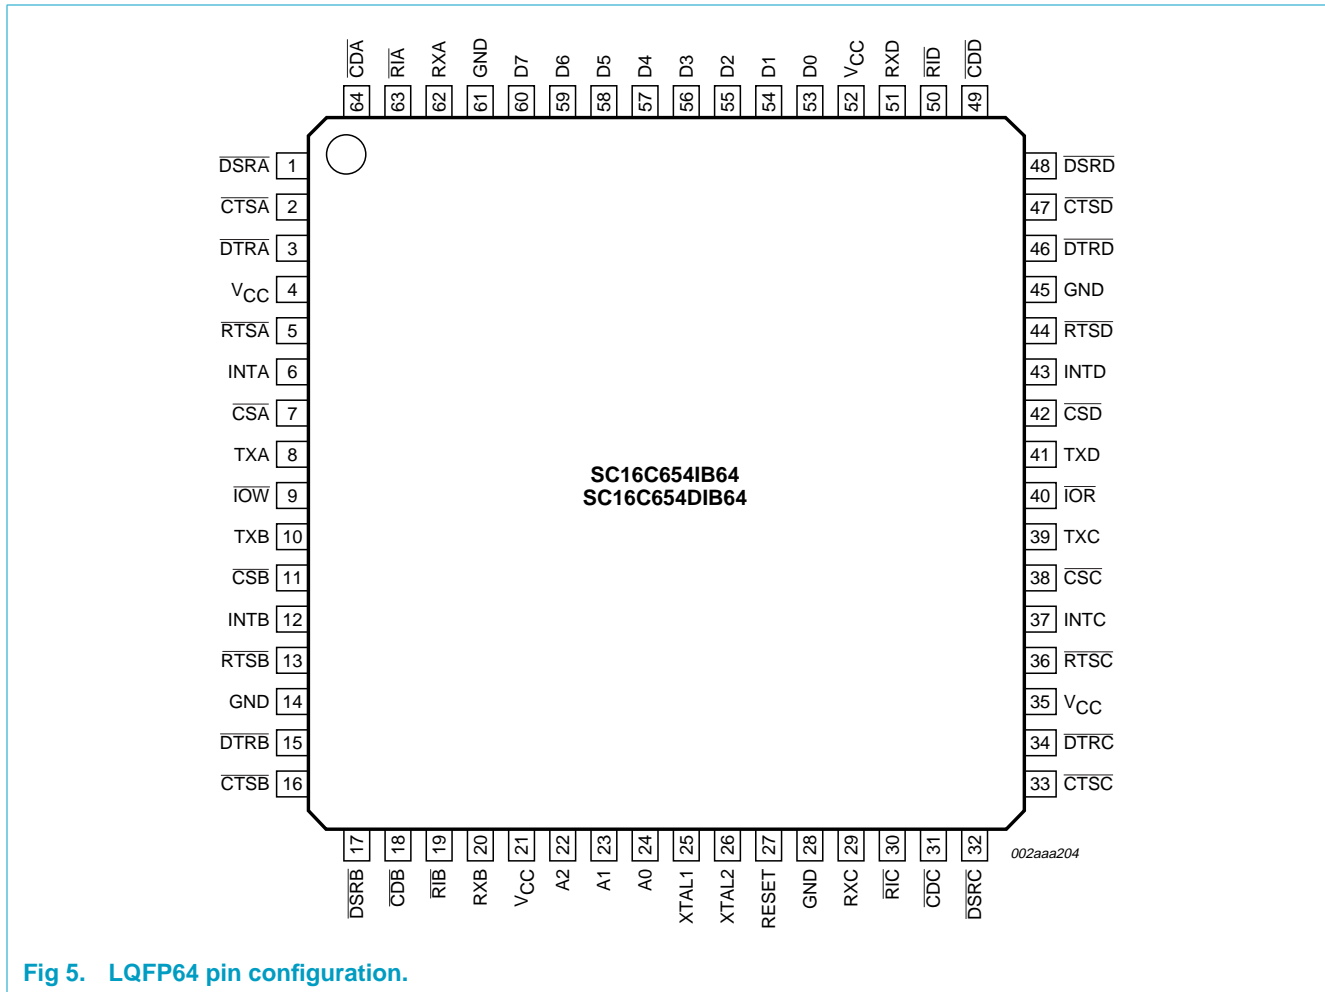 CDA RIA RXA GND D7 D6 D5 D4 D3 D2 D1 D0 VCC RXD RID CDD
64 63 62 61 60 59 58 57 56 55 54 53 52 51 50 49
DSRA 1 48 DSRD
CTSA 2 47 CTSD
DTRA 3 46 DTRD
VCC 4 45 GND
RTSA 5 44 RTSD
INTA 6 43 INTD
CSA 7 42 CSD
TXA 8 41 TXD
SC16C654IB64
SC16C654DIB64
IOW 9 40 IOR
TXB 10 39 TXC
CSB 11 38 CSC
INTB 12 37 INTC
RTSB 13 36 RTSC
GND 14 35 VCC
DTRB 15 34 DTRC
CTSB 16 33 CTSC
17 18 19 20 21 22 23 24 25 26 27 28 29 30 31 32
DSRB CDB RIB RXB VCC A2 A1 A0 XTAL1 XTAL2 RESET GND RXC RIC CDC DSRC
002aaa204
Fig 5. LQFP64 pin configuration.